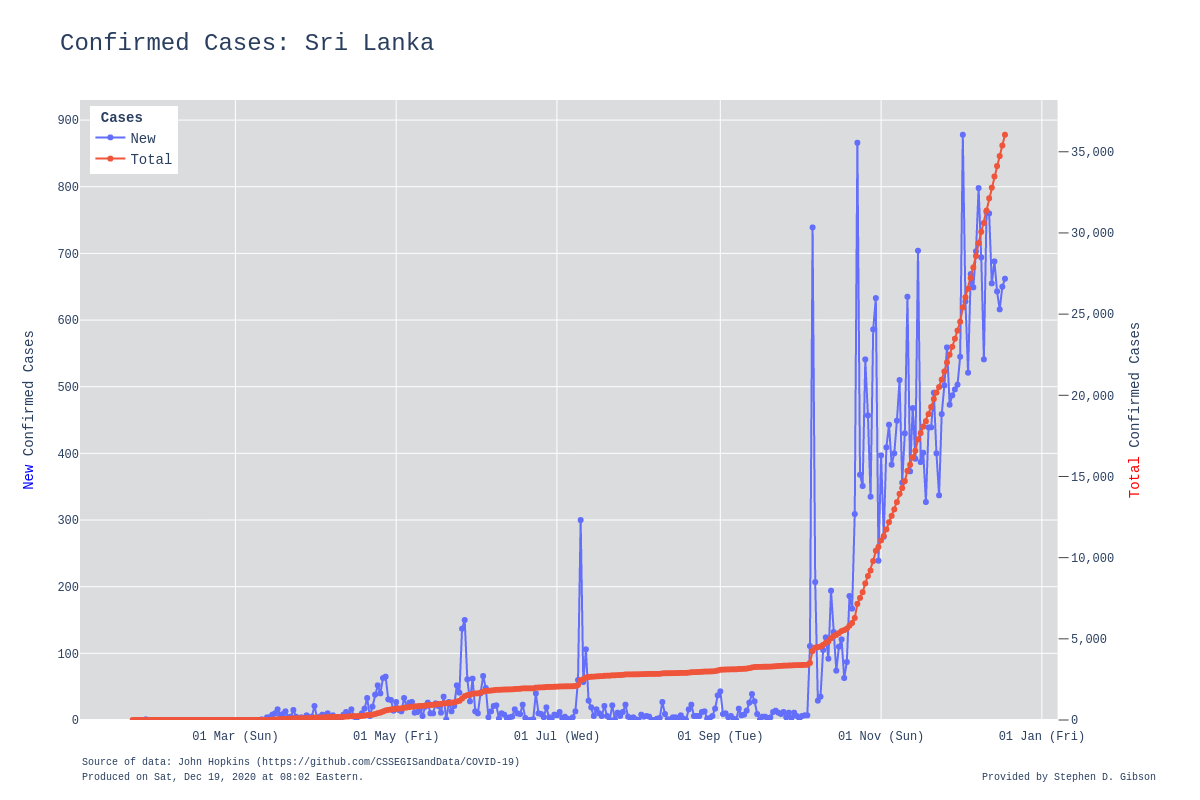 Confirmed Cases: Sri Lanka
Cases
New
Total
900
800
700
600
500
400
300
200
100
0
New Confirmed Cases
35,000
30,000
25,000
20,000
15,000
10,000
5,000
0
Total Confirmed Cases
01 Mar (Sun) 01 May (Fri) 01 Jul (Wed) 01 Sep (Tue) 01 Nov (Sun) 01 Jan (Fri)
Source of data: John Hopkins (https://github.com/CSSEGISandData/COVID-19)
Produced on Sat, Dec 19, 2020 at 08:02 Eastern.
Provided by Stephen D. Gibson